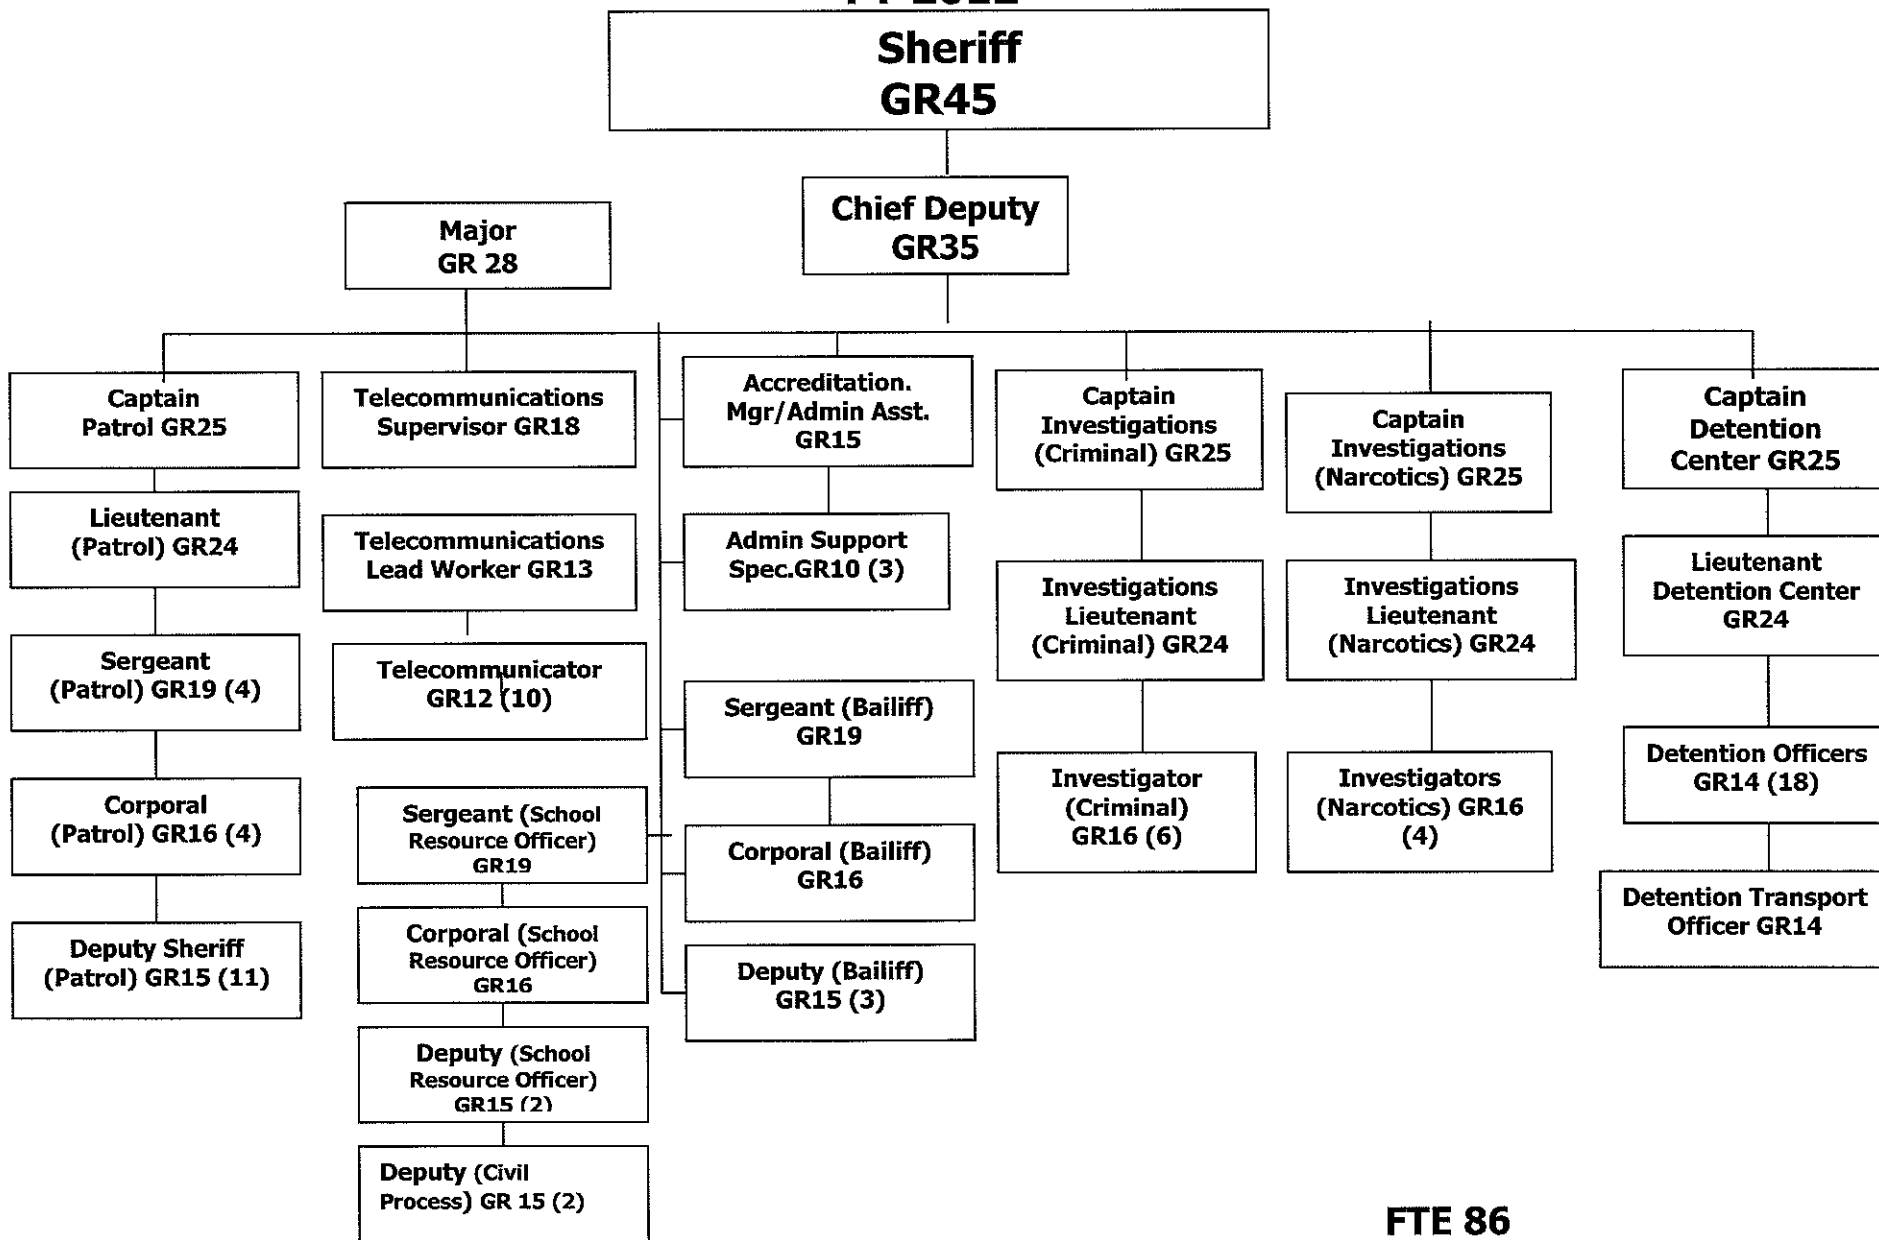 Sheriff
GR45
Chief Deputy
GR35
Major
GR 28
Captain
Patrol GR25
Lieutenant
(Patrol) GR24
Sergeant
(Patrol) GR19 (4)
Corporal
(Patrol) GR16 (4)
Deputy Sheriff
(Patrol) GR15 (11)
Telecommunications
Supervisor GR18
Telecommunications
Lead Worker GR13
Telecommunicator
GR12 (10)
Sergeant (School
Resource Officer)
GR19
Corporal (School
Resource Officer)
GR16
Deputy (School
Resource Officer)
GR15 (2)
Deputy (Civil
Process) GR 15 (2)
Accreditation.
Mgr/Admin Asst.
GR15
Admin Support
Spec.GR10 (3)
Sergeant (Bailiff)
GR19
Corporal (Bailiff)
GR16
Deputy (Bailiff)
GR15 (3)
Captain
Investigations
(Criminal) GR25
Investigations
Lieutenant
(Criminal) GR24
Investigator
(Criminal)
GR16 (6)
Captain
Investigations
(Narcotics) GR25
Investigations
Lieutenant
(Narcotics) GR24
Investigators
(Narcotics) GR16
(4)
Captain
Detention
Center GR25
Lieutenant
Detention Center
GR24
Detention Officers
GR14 (18)
Detention Transport
Officer GR14
FTE 86